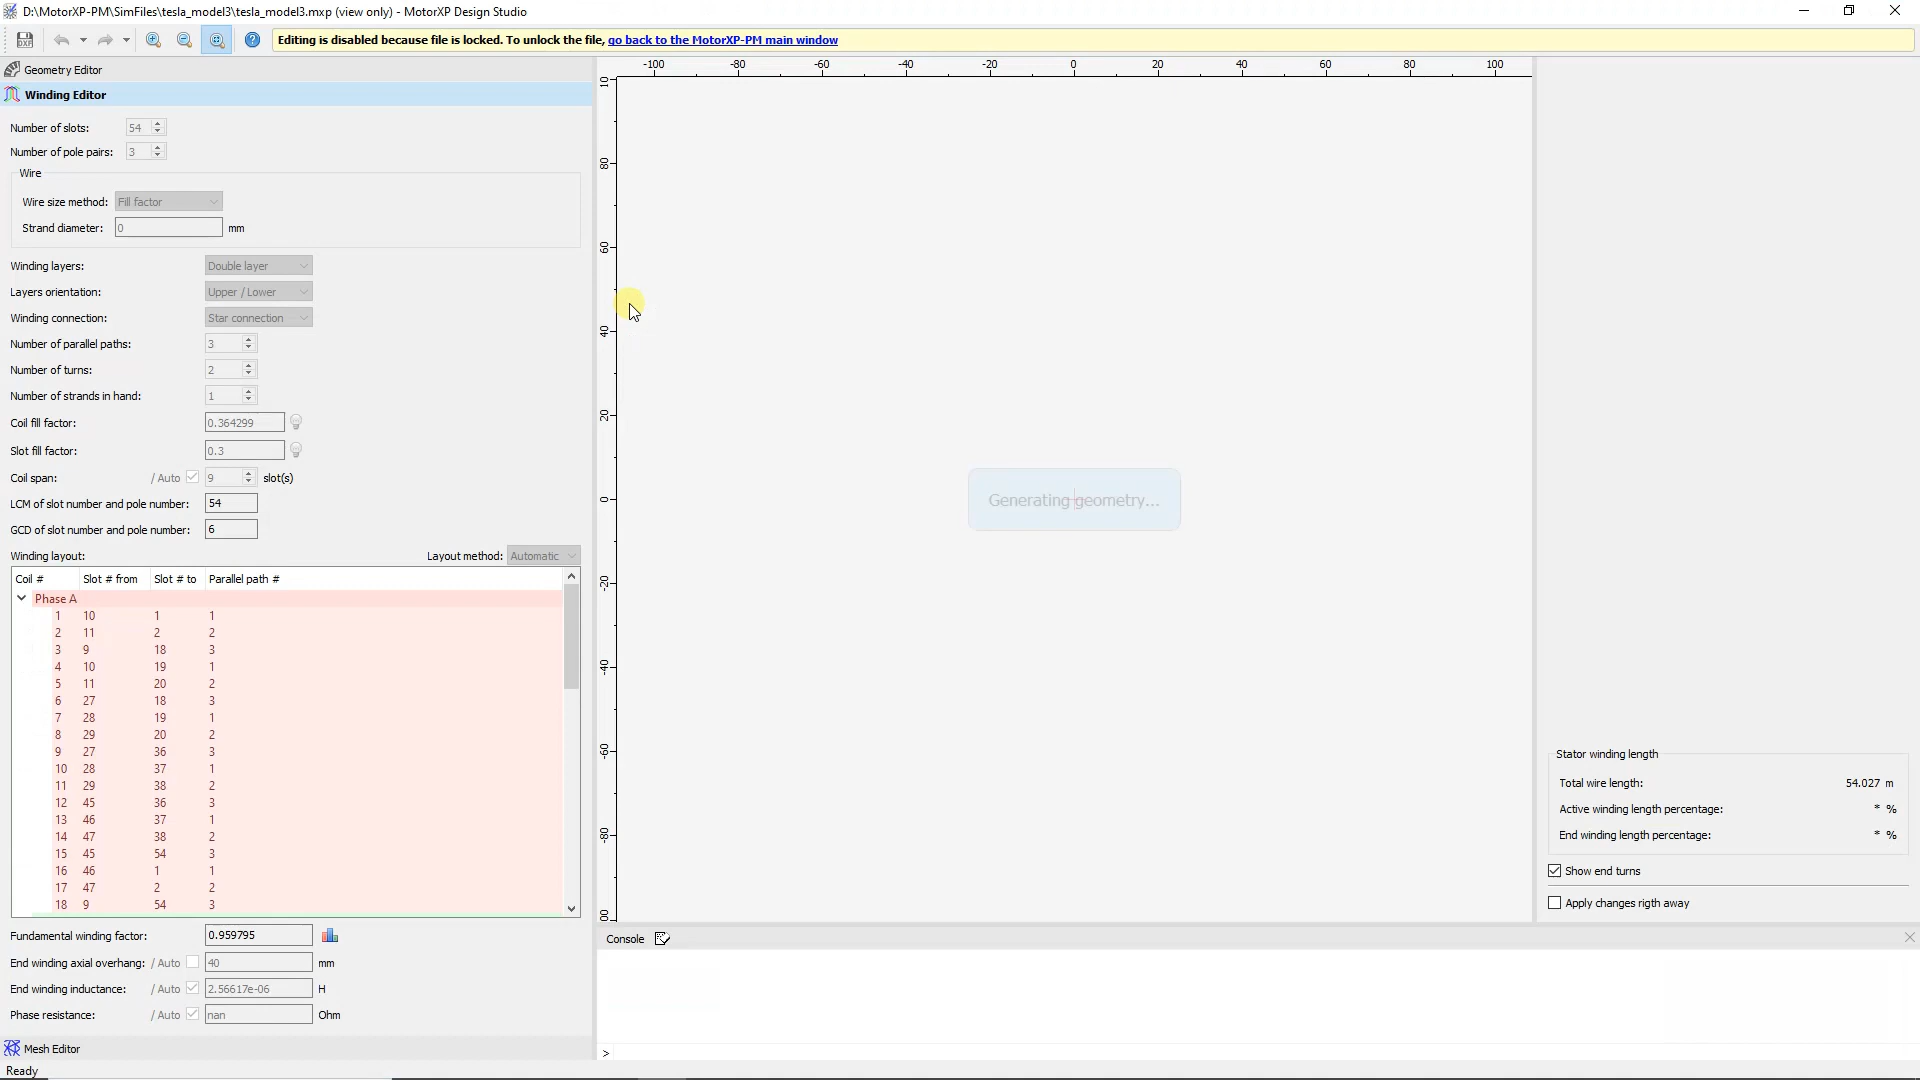 D:\MotorXP-PM\SimFiles\tesla_model3\tesla_model3.mxp (view only) - MotorXP Design Studio
DXF
Editing is disabled because file is locked. To unlock the file, go back to the MotorXP-PM main window
Geometry Editor
Winding Editor
Number of slots: 54
Number of pole pairs: 3
Wire
Wire size method: Fill factor
Strand diameter: 0 mm
Winding layers: Double layer
Layers orientation: Upper / Lower
Winding connection: Star connection
Number of parallel paths: 3
Number of turns: 2
Number of strands in hand: 1
Coil fill factor: 0.364299
Slot fill factor: 0.3
Coil span: / Auto 9 slot(s)
LCM of slot number and pole number: 54
GCD of slot number and pole number: 6
Winding layout: Layout method: Automatic
Coil # Slot # from Slot # to Parallel path #
Phase A
1 10 1 1
2 11 2 2
3 9 18 3
4 10 19 1
5 11 20 2
6 27 18 3
7 28 19 1
8 29 20 2
9 27 36 3
10 28 37 1
11 29 38 2
12 45 36 3
13 46 37 1
14 47 38 2
15 45 54 3
16 46 1 1
17 47 2 2
18 9 54 3
Fundamental winding factor: 0.959795
End winding axial overhang: / Auto 40 mm
End winding inductance: / Auto 2.56617e-06 H
Phase resistance: / Auto nan Ohm
Mesh Editor
Ready
-100 -80 -60 -40 -20 0 20 40 60 80 100
10
80
60
40
20
0
-20
-40
-60
-80
00
Generating geometry...
Stator winding length
Total wire length: 54.027 m
Active winding length percentage: * %
End winding length percentage: * %
Show end turns
Apply changes rigth away
Console
>